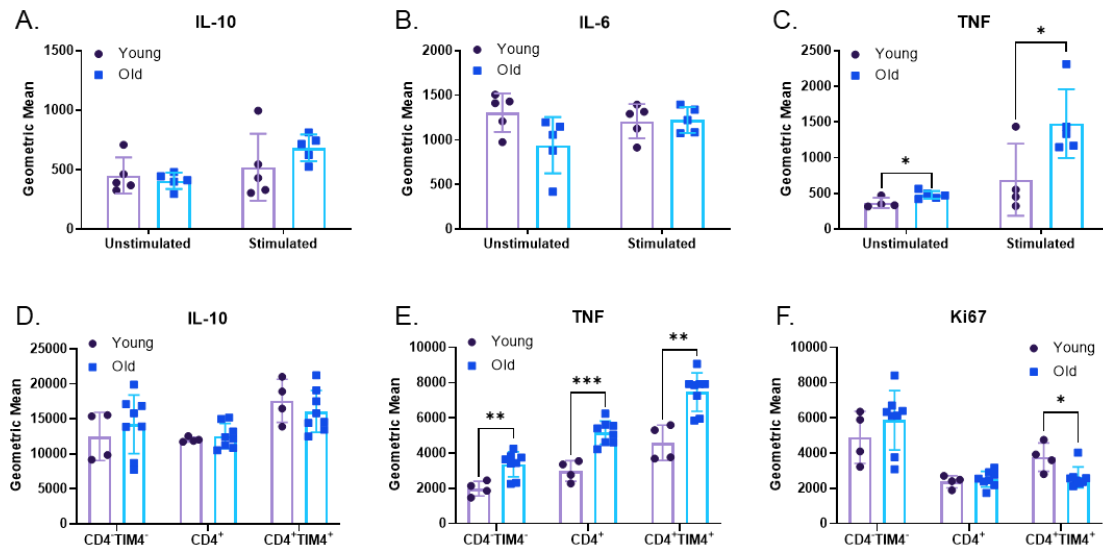 A.
IL-10
Young
Old
Geometric Mean
1500
1000
500
0
Unstimulated
Stimulated
B.
IL-6
Young
Old
Geometric Mean
2000
1500
1000
500
0
Unstimulated
Stimulated
C.
TNF
Young
Old
Geometric Mean
2500
2000
1500
1000
500
0
*
*
Unstimulated
Stimulated
D.
IL-10
Young
Old
Geometric Mean
25000
20000
15000
10000
5000
0
CD4⁻TIM4⁻
CD4⁺
CD4⁺TIM4⁺
E.
TNF
Young
Old
Geometric Mean
10000
8000
6000
4000
2000
0
**
***
**
CD4⁻TIM4⁻
CD4⁺
CD4⁺TIM4⁺
F.
Ki67
Young
Old
Geometric Mean
10000
8000
6000
4000
2000
0
*
CD4⁻TIM4⁻
CD4⁺
CD4⁺TIM4⁺